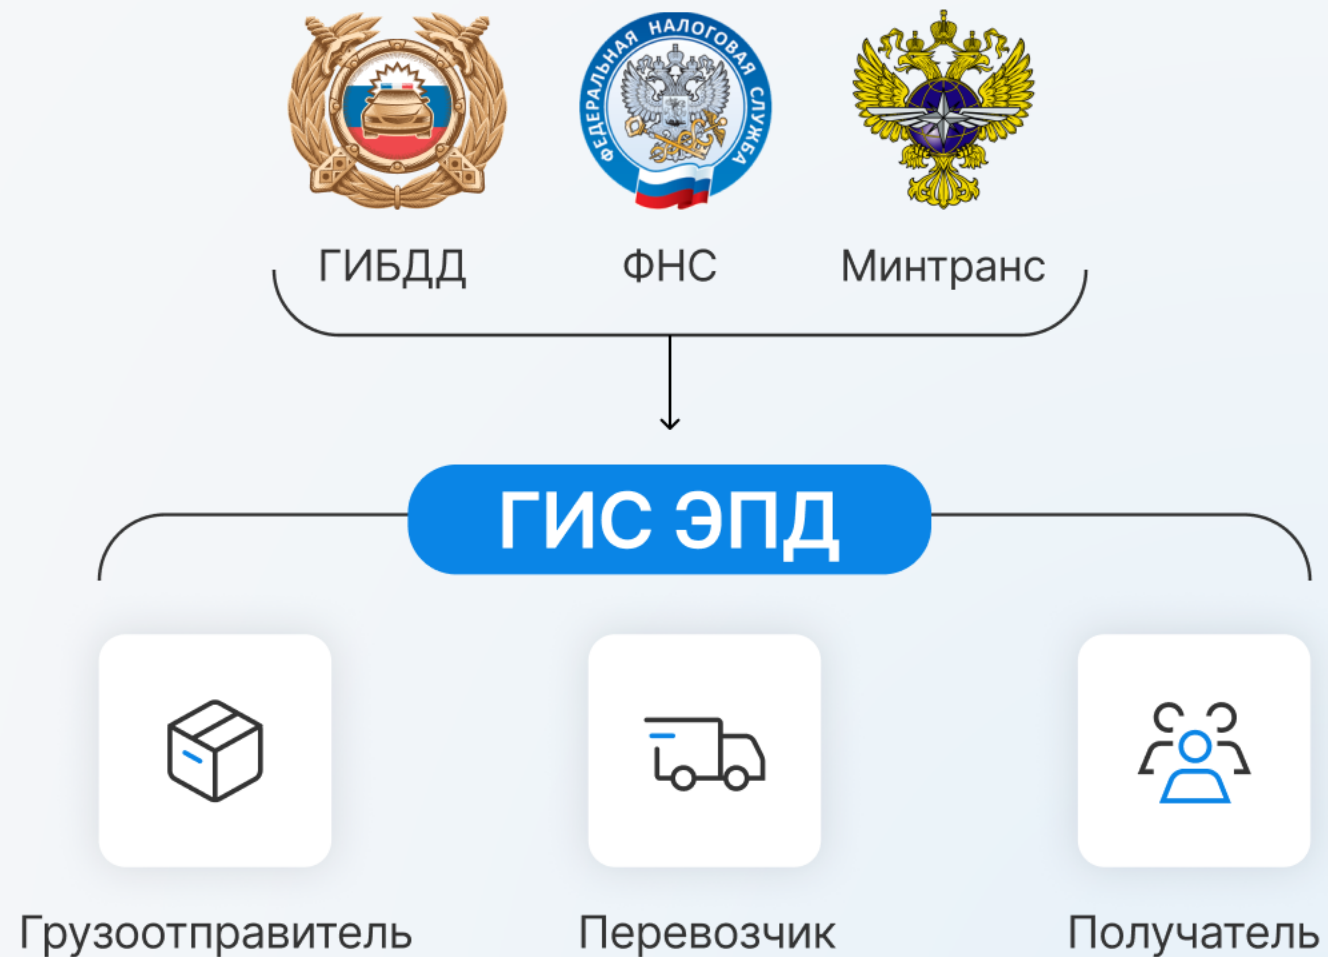 ФЕДЕРАЛЬНАЯ НАЛОГОВАЯ СЛУЖБА
ГИБДД ФНС Минтранс
ГИС ЭПД
Грузоотправитель Перевозчик Получатель